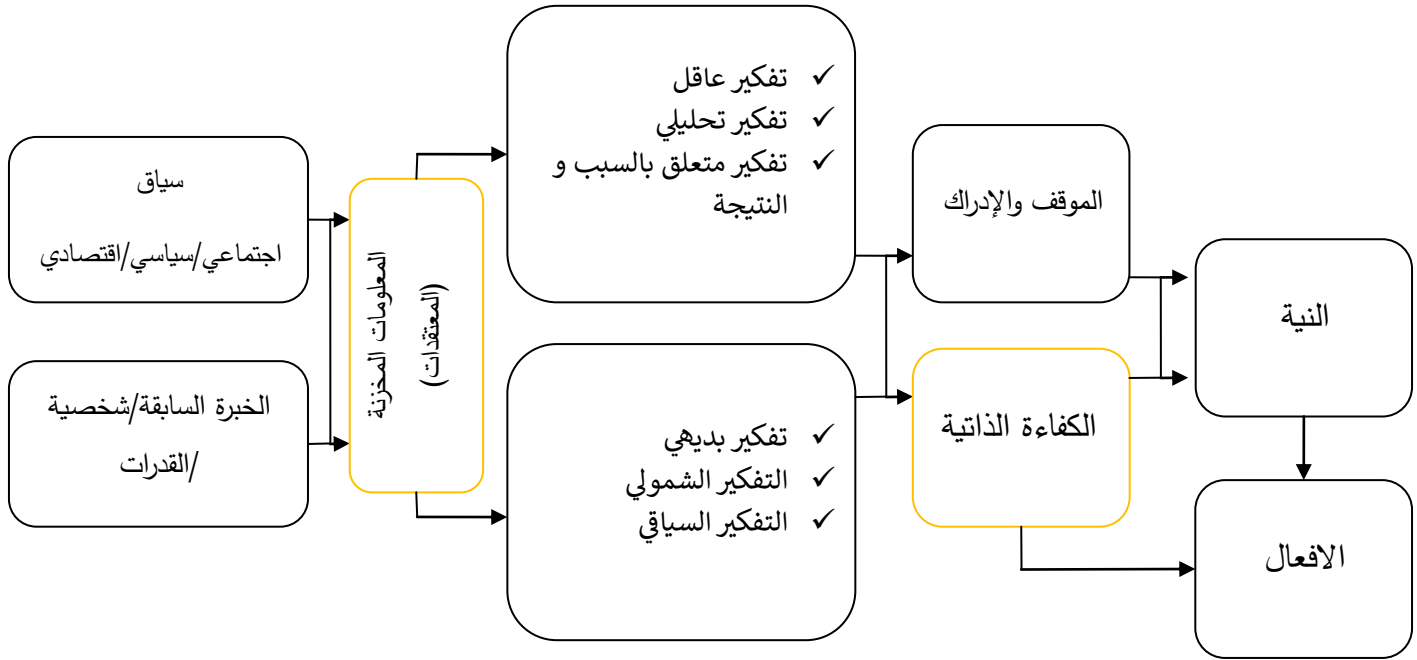 سياق
اجتماعي/سياسي/اقتصادي
الخبرة السابقة/شخصية
/القدرات
المعلومات المخزنة
(المعتقدات)
✓ تفكير عاقل
✓ تفكير تحليلي
✓ تفكير متعلق بالسبب و
النتيجة
✓ تفكير بديهي
✓ التفكير الشمولي
✓ التفكير السياقي
الموقف والإدراك
الكفاءة الذاتية
النية
الافعال